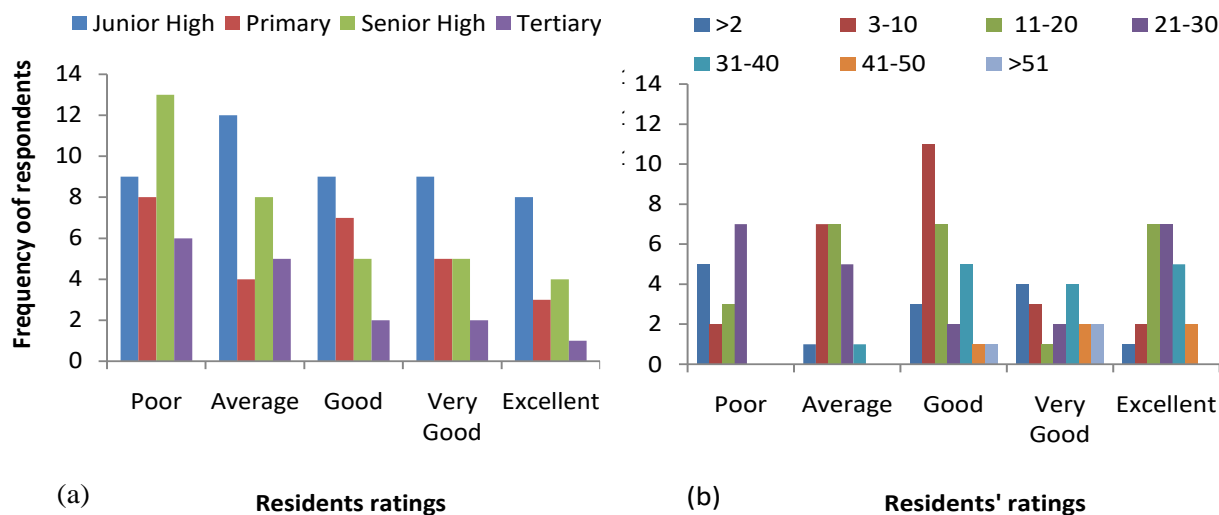 Junior High Primary Senior High Tertiary
Frequency oof respondents
14
12
10
8
6
4
2
0
Poor Average Good Very Excellent
Good
(a) Residents ratings
>2 3-10 11-20 21-30
31-40 41-50 >51
14
12
10
8
6
4
2
0
Poor Average Good Very Excellent
Good
(b) Residents' ratings